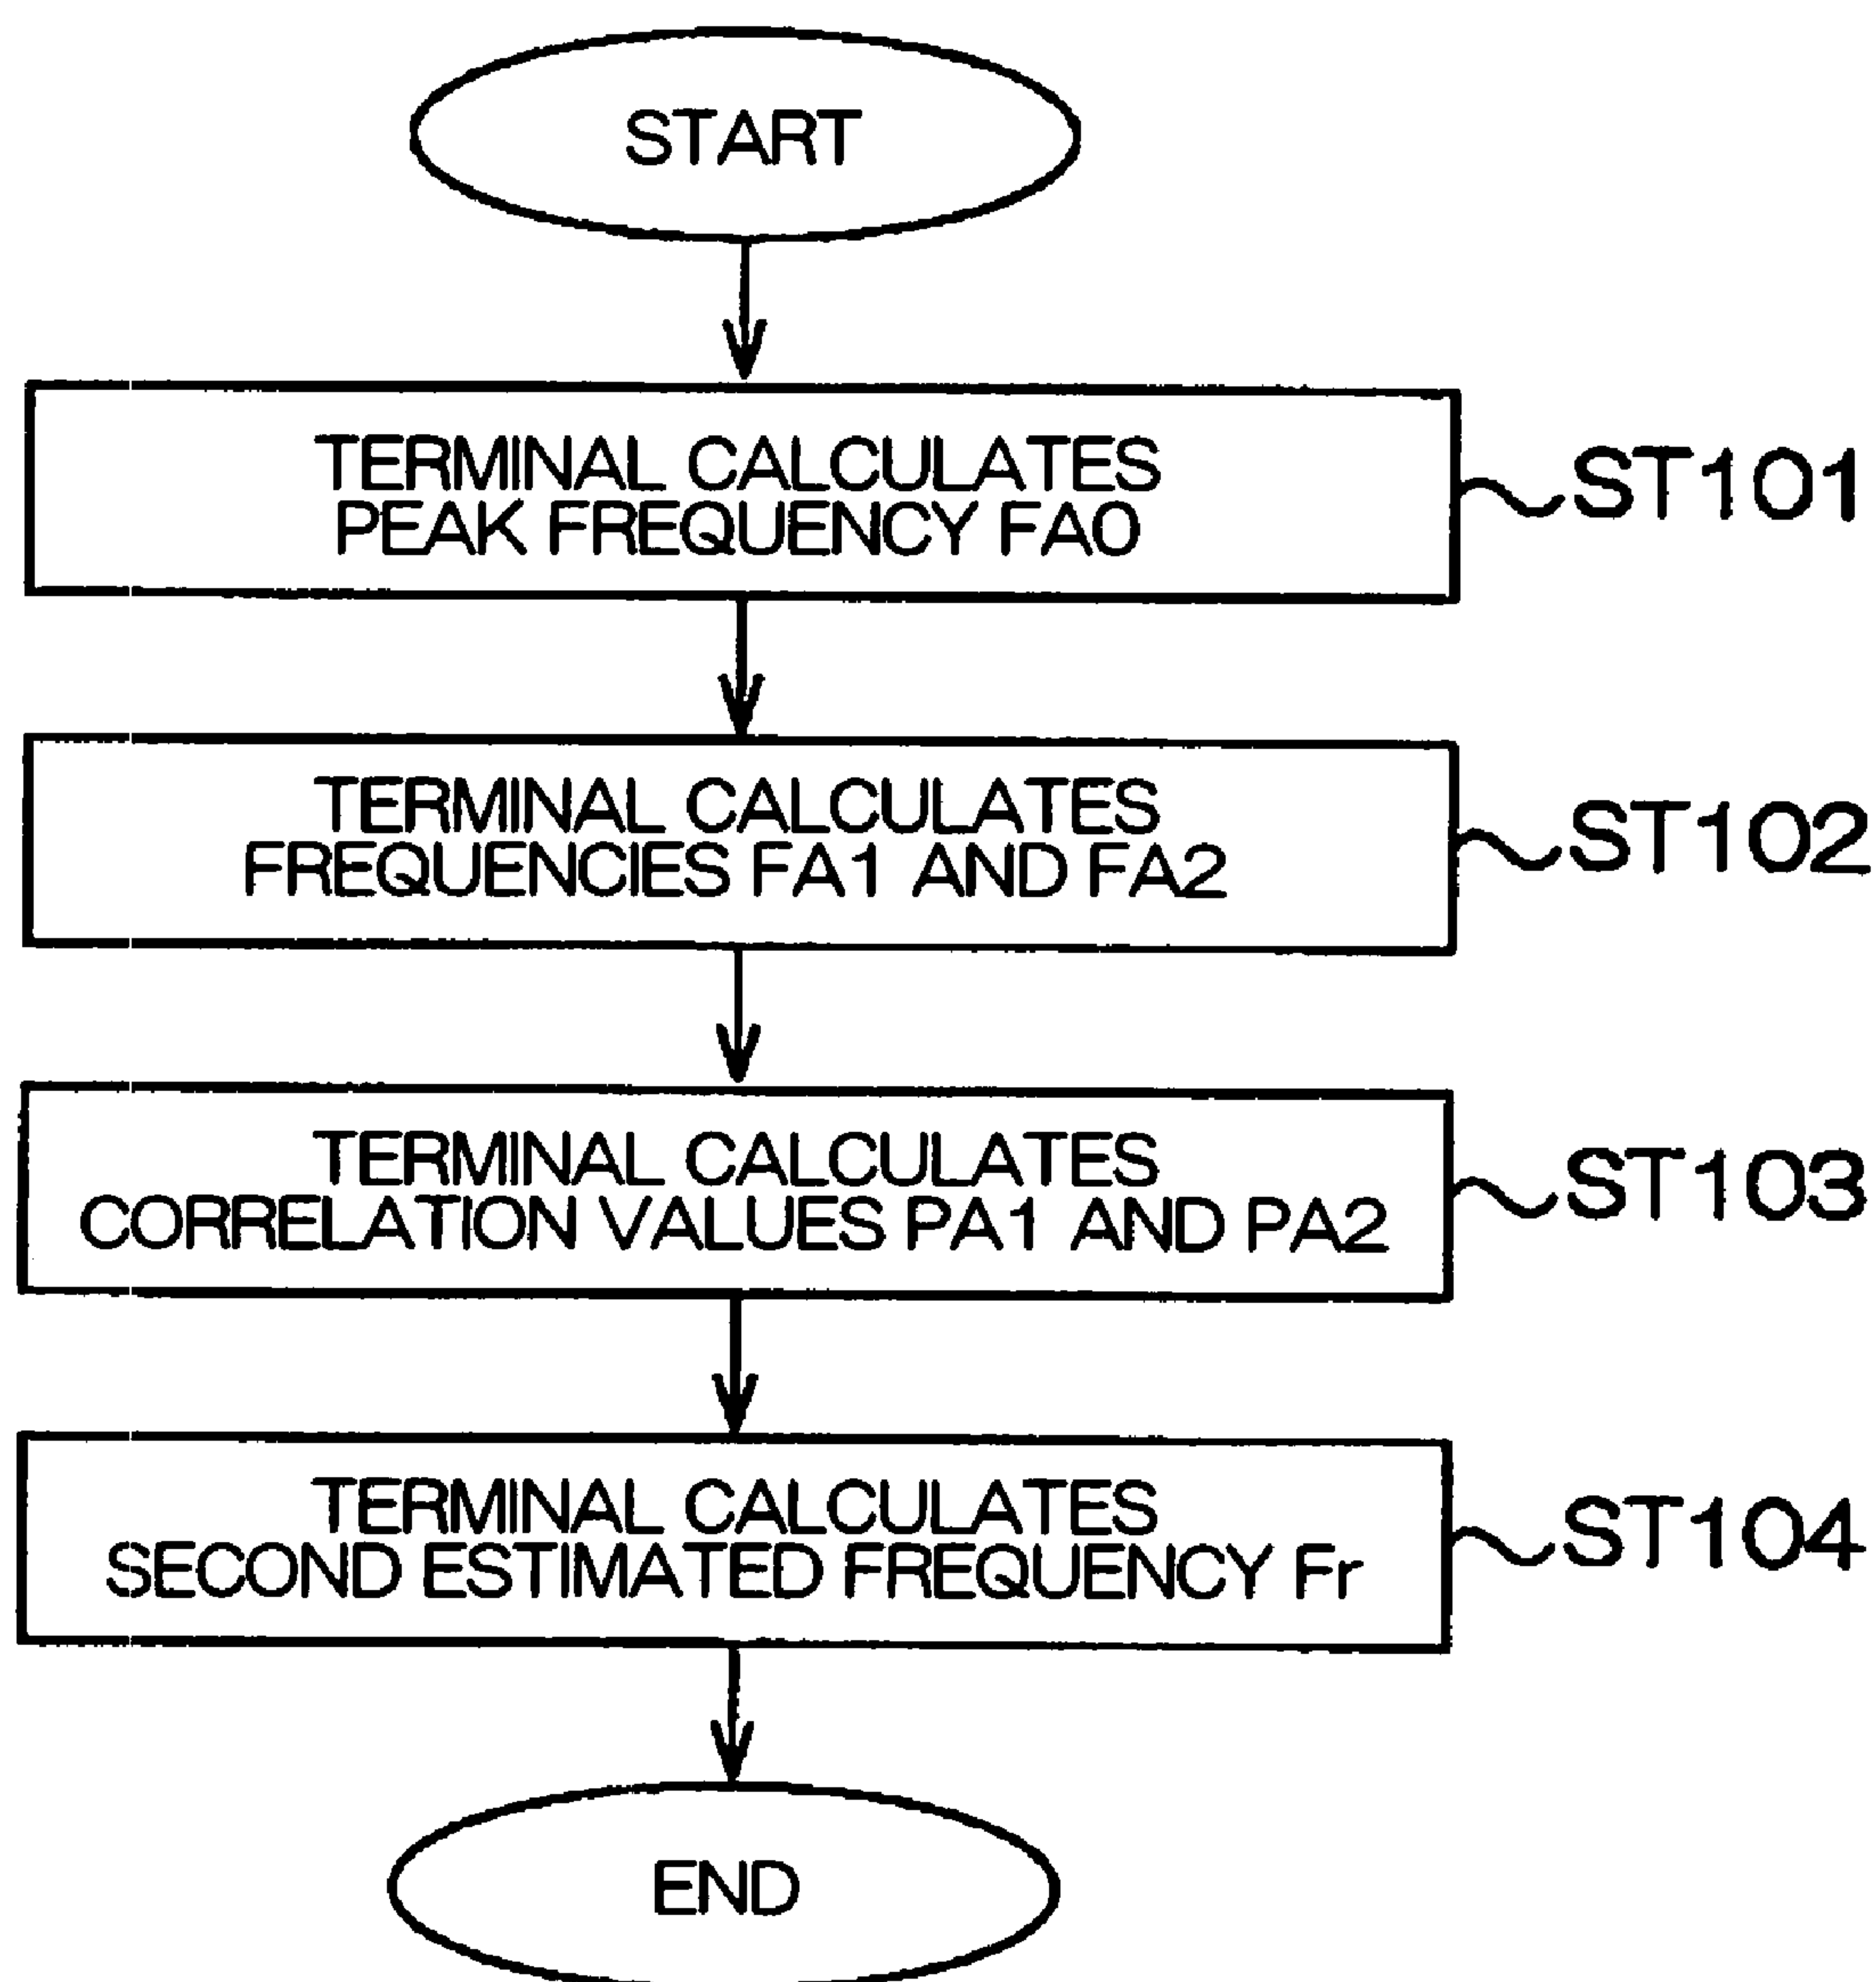 START
TERMINAL CALCULATES
PEAK FREQUENCY FA0
ST101
TERMINAL CALCULATES
FREQUENCIES FA1 AND FA2
ST102
TERMINAL CALCULATES
CORRELATION VALUES PA1 AND PA2
ST103
TERMINAL CALCULATES
SECOND ESTIMATED FREQUENCY Fr
ST104
END